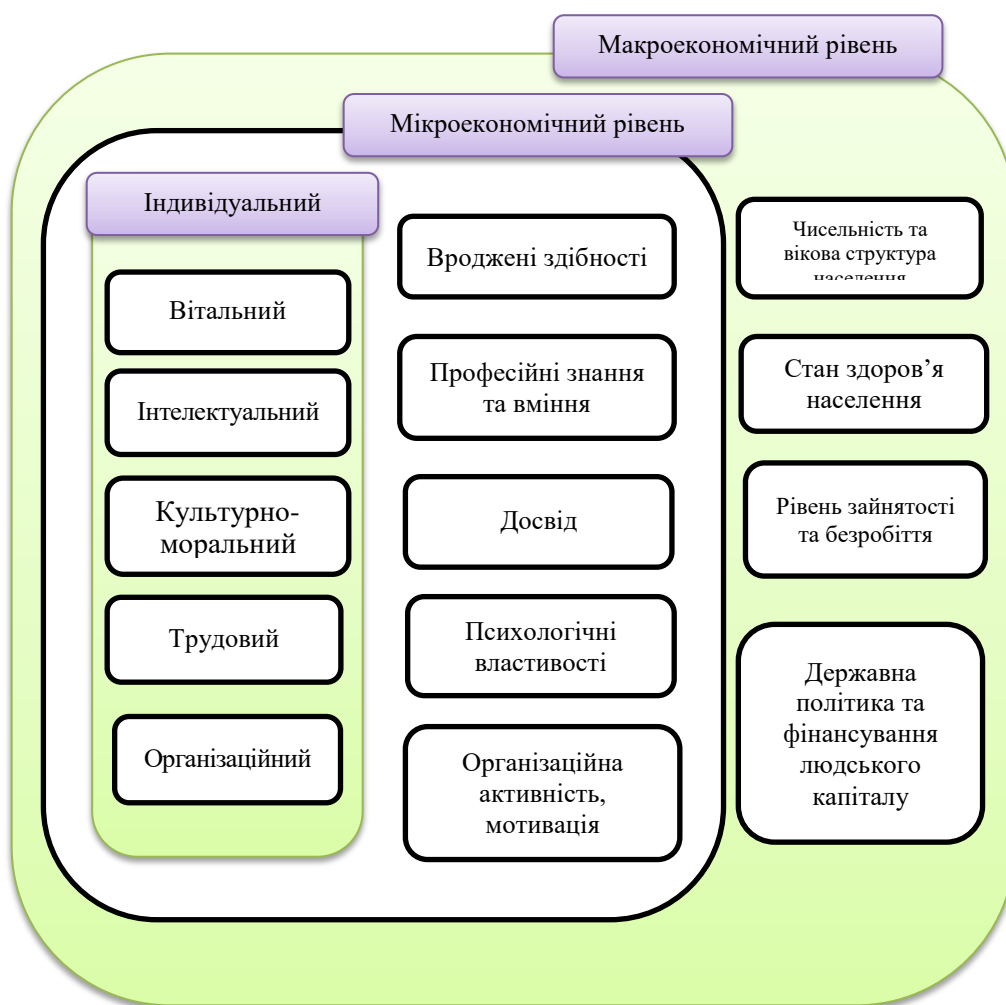 Макроекономічний рівень
Мікроекономічний рівень
Індивідуальний
Вітальний
Інтелектуальний
Культурно-
моральний
Трудовий
Організаційний
Вроджені здібності
Професійні знання
та вміння
Досвід
Психологічні
властивості
Організаційна
активність,
мотивація
Чисельність та
вікова структура
населення
Стан здоров’я
населення
Рівень зайнятості
та безробіття
Державна
політика та
фінансування
людського
капіталу